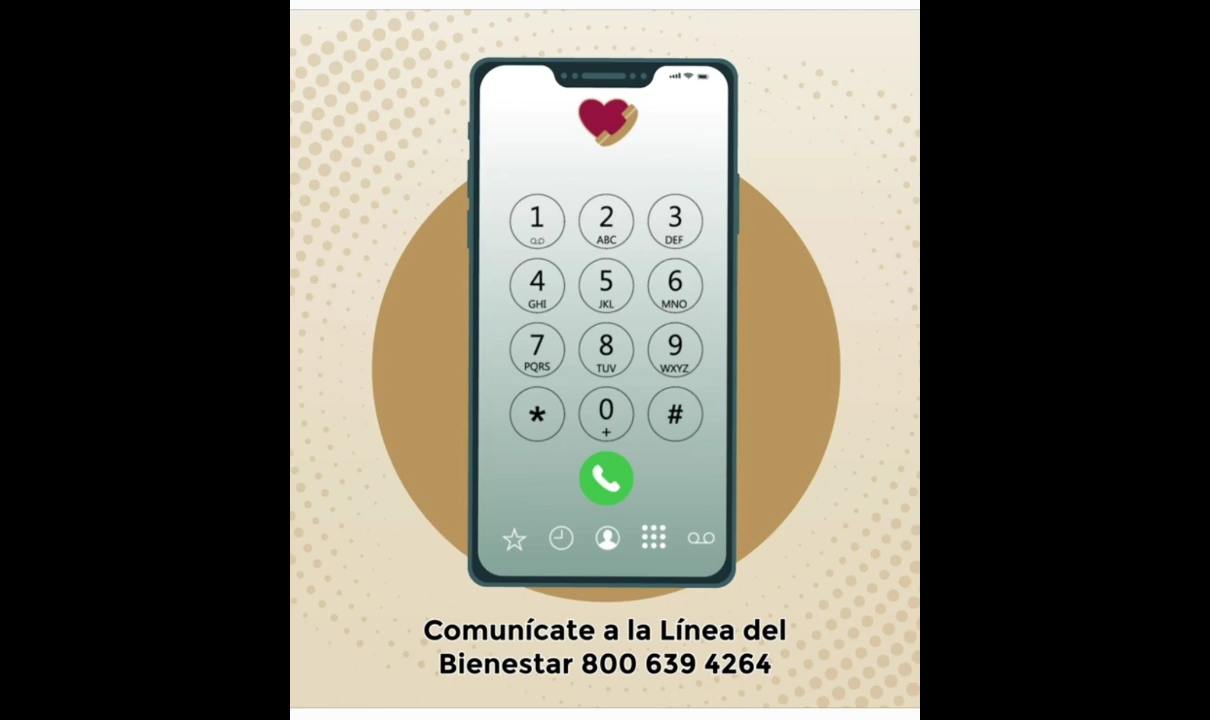 1 2 3
ABC DEF
4 5 6
GHI JKL MNO
7 8 9
PQRS TUV WXYZ
* 0 #
+
Comunícate a la Línea del
Bienestar 800 639 4264